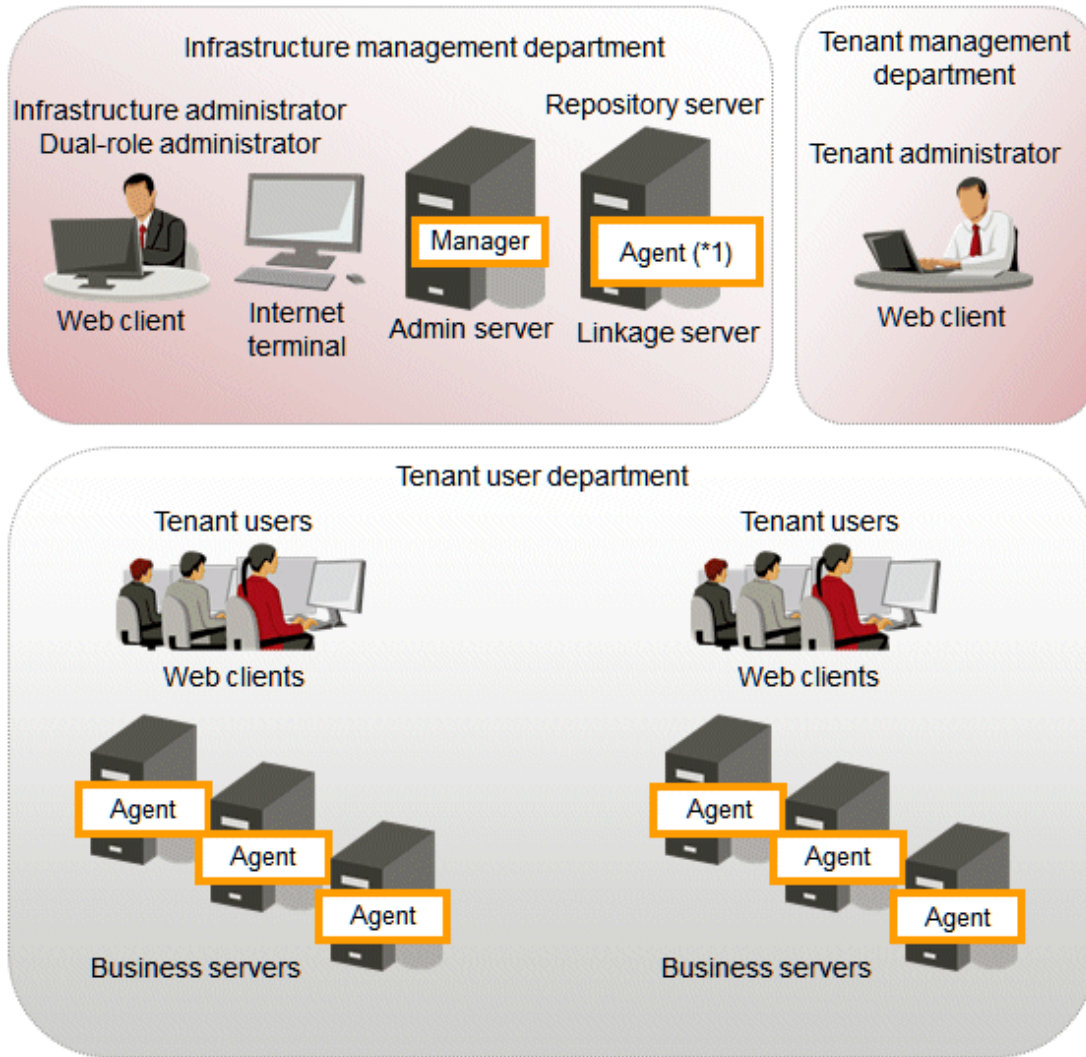 Infrastructure management department
Infrastructure administrator
Dual-role administrator
Web client
Internet
terminal
Manager
Admin server
Repository server
Agent (*1)
Linkage server
Tenant management
department
Tenant administrator
Web client
Tenant user department
Tenant users
Web clients
Agent
Agent
Agent
Business servers
Tenant users
Web clients
Agent
Agent
Agent
Business servers